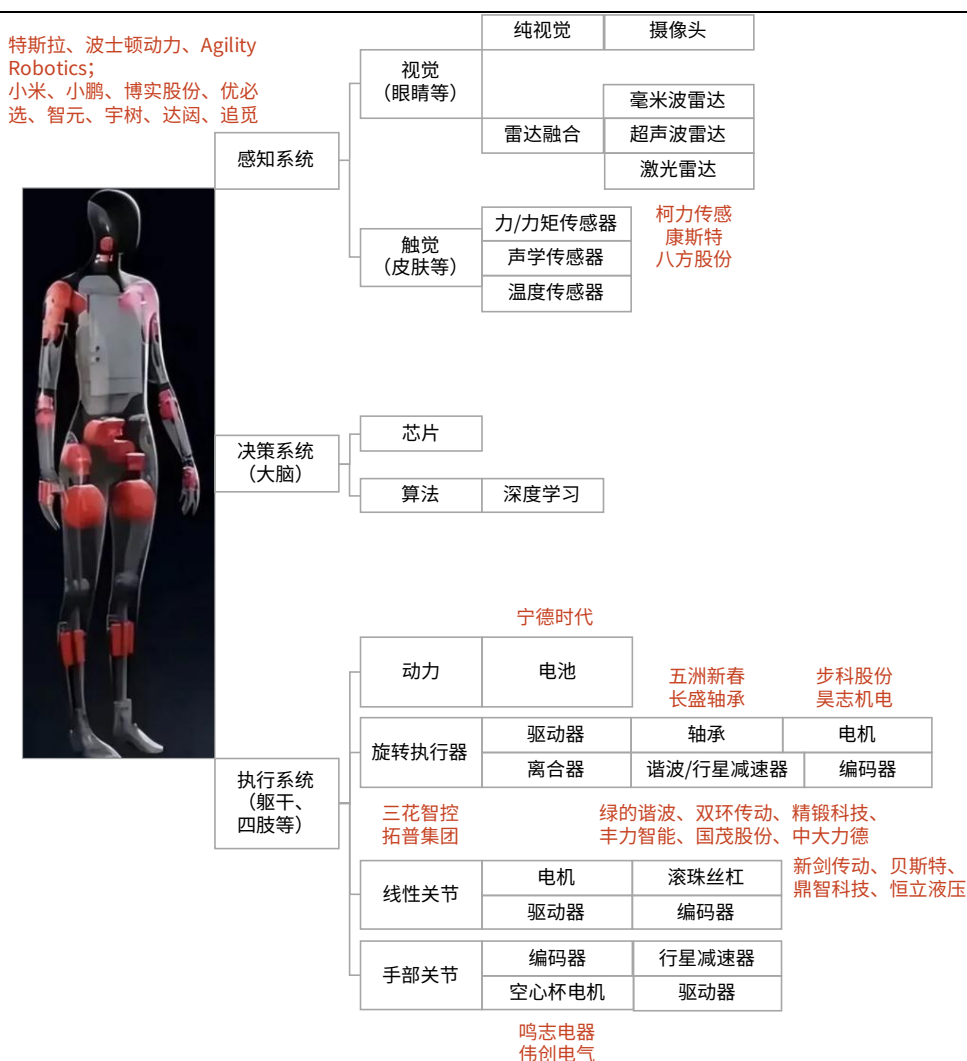 特斯拉、波士顿动力、Agility
Robotics；
小米、小鹏、博实股份、优必
选、智元、宇树、达闼、追觅
感知系统
视觉
（眼睛等）
纯视觉
摄像头
雷达融合
毫米波雷达
超声波雷达
激光雷达
触觉
（皮肤等）
力/力矩传感器
声学传感器
温度传感器
柯力传感
康斯特
八方股份
决策系统
（大脑）
芯片
算法
深度学习
执行系统
（躯干、
四肢等）
宁德时代
动力
电池
五洲新春
长盛轴承
步科股份
昊志机电
旋转执行器
驱动器
轴承
电机
离合器
谐波/行星减速器
编码器
三花智控
拓普集团
绿的谐波、双环传动、精锻科技、
丰力智能、国茂股份、中大力德
线性关节
电机
滚珠丝杠
驱动器
编码器
新剑传动、贝斯特、
鼎智科技、恒立液压
手部关节
编码器
行星减速器
空心杯电机
驱动器
鸣志电器
伟创电气